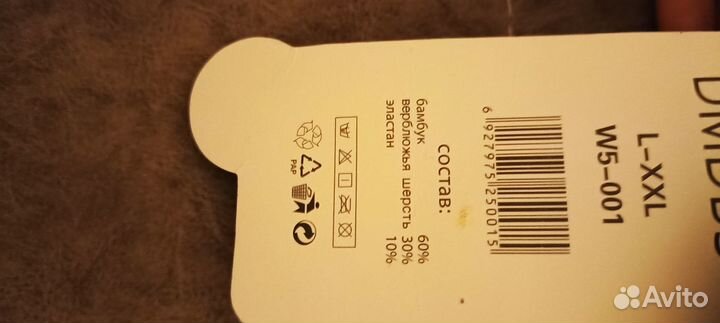 L-XXL
W5-001
6 927975 250015
состав:
бамбук 60%
верблюжья шерсть 30%
эластан 10%
PAP
Avito